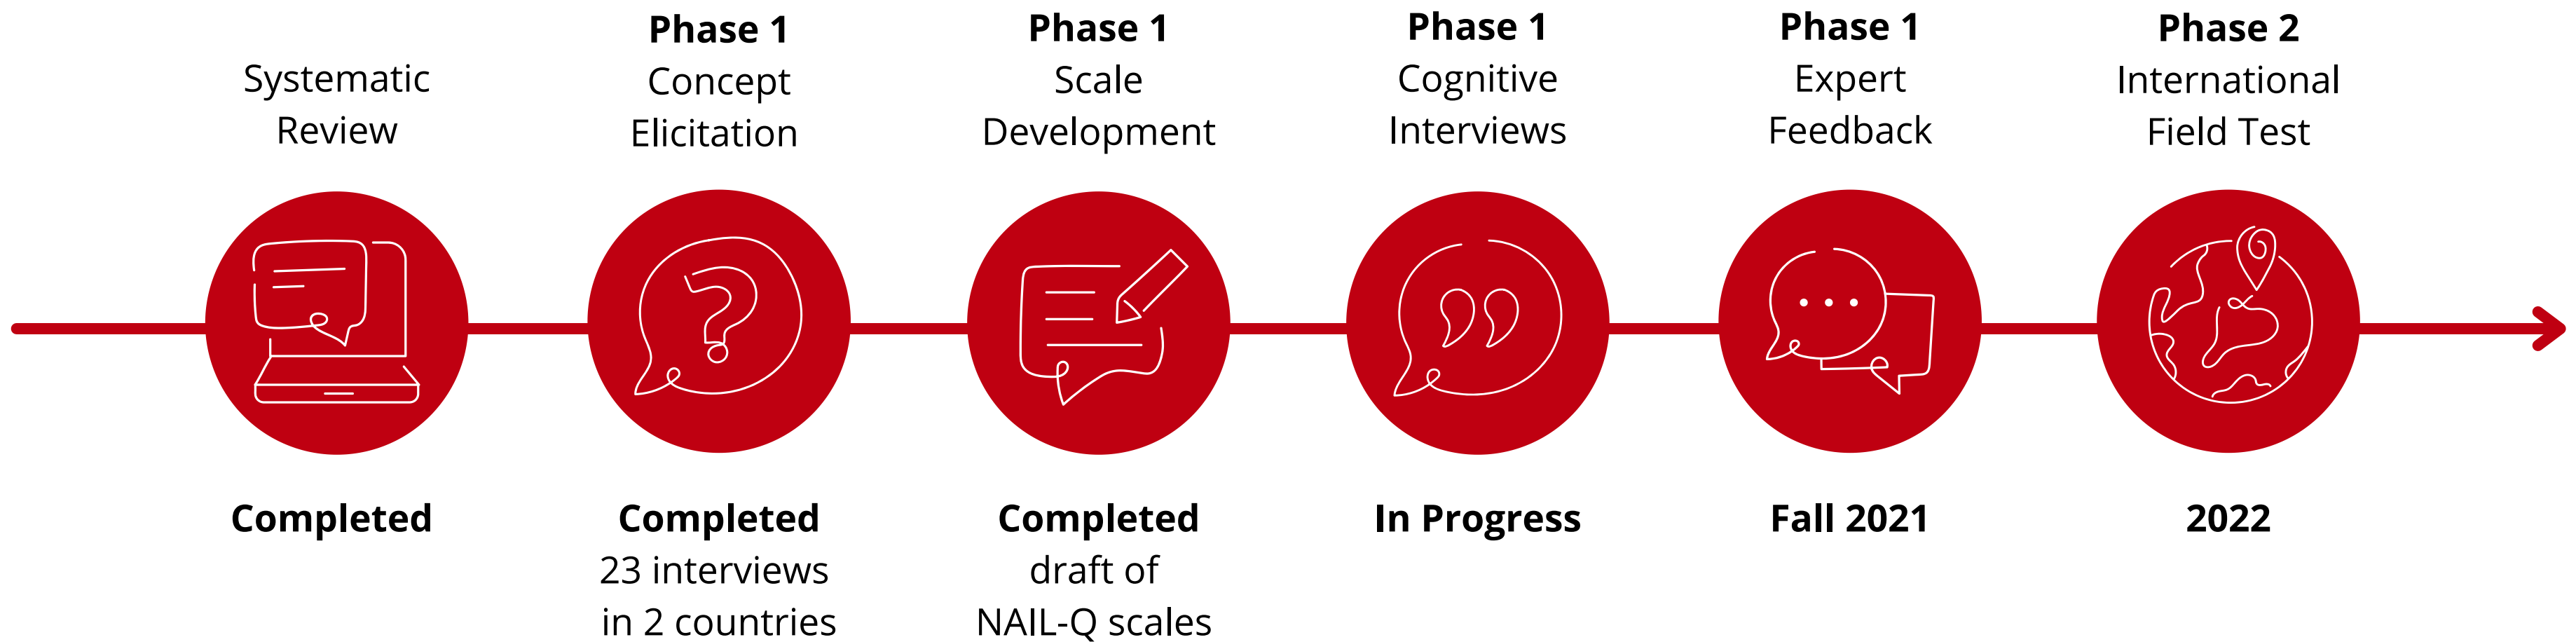 Systematic
Review
Completed
Phase 1
Concept
Elicitation
Completed
23 interviews
in 2 countries
Phase 1
Scale
Development
Completed
draft of
NAIL-Q scales
Phase 1
Cognitive
Interviews
In Progress
Phase 1
Expert
Feedback
Fall 2021
Phase 2
International
Field Test
2022